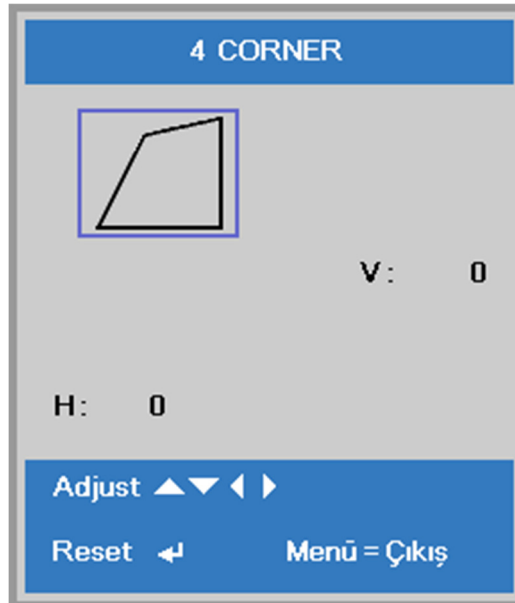 4 CORNER
V: 0
H: 0
Adjust ▲▼◀▶
Reset ↵ Menü = Çıkış